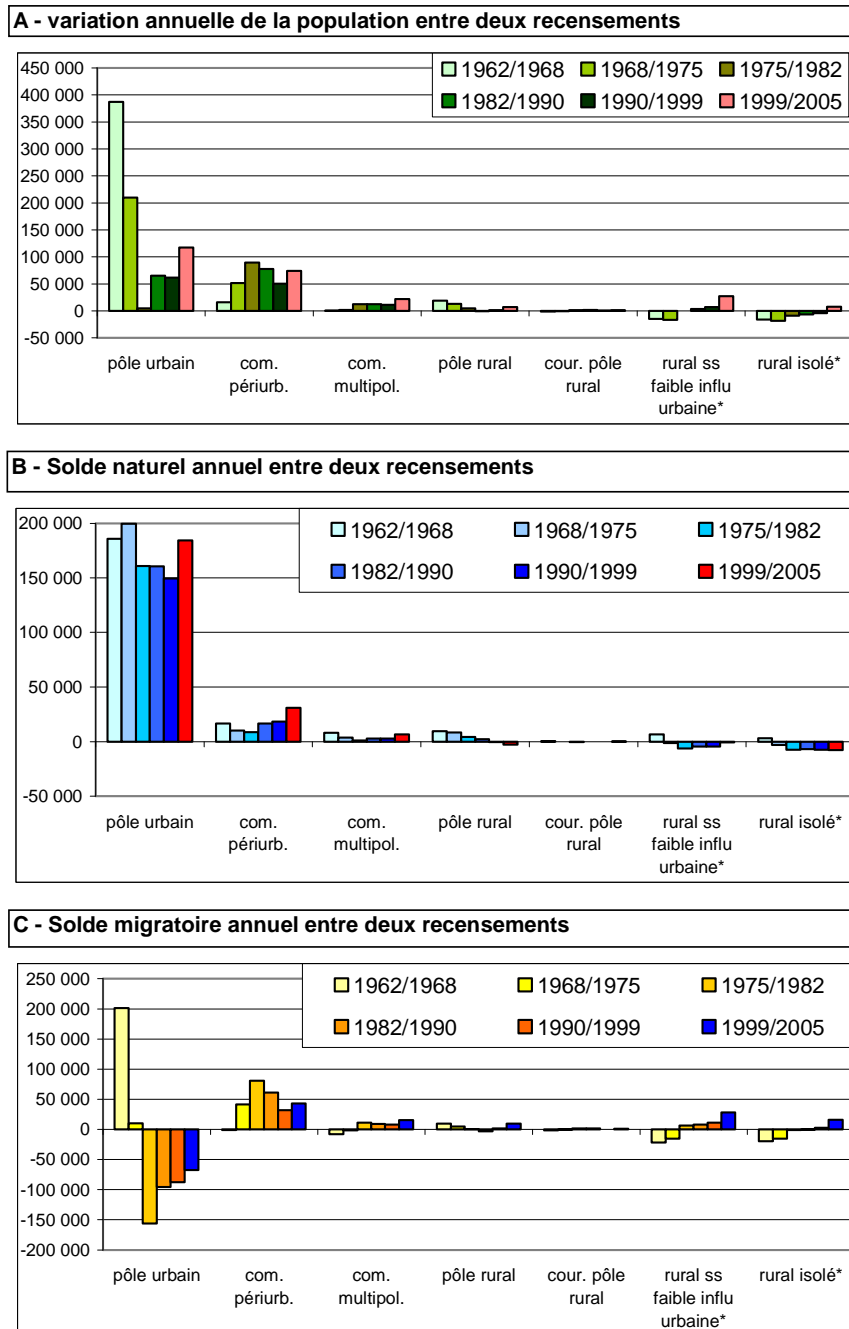 A - variation annuelle de la population entre deux recensements
450 000
400 000
350 000
300 000
250 000
200 000
150 000
100 000
50 000
0
-50 000
1962/1968 1968/1975 1975/1982
1982/1990 1990/1999 1999/2005
pôle urbain com. com. pôle rural cour. pôle rural ss rural isolé*
périurb. multipol. rural faible influ
urbaine*
B - Solde naturel annuel entre deux recensements
200 000
150 000
100 000
50 000
0
-50 000
1962/1968 1968/1975 1975/1982
1982/1990 1990/1999 1999/2005
pôle urbain com. com. pôle rural cour. pôle rural ss rural isolé*
périurb. multipol. rural faible influ
urbaine*
C - Solde migratoire annuel entre deux recensements
250 000
200 000
150 000
100 000
50 000
0
-50 000
-100 000
-150 000
-200 000
1962/1968 1968/1975 1975/1982
1982/1990 1990/1999 1999/2005
pôle urbain com. com. pôle rural cour. pôle rural ss rural isolé*
périurb. multipol. rural faible influ
urbaine*